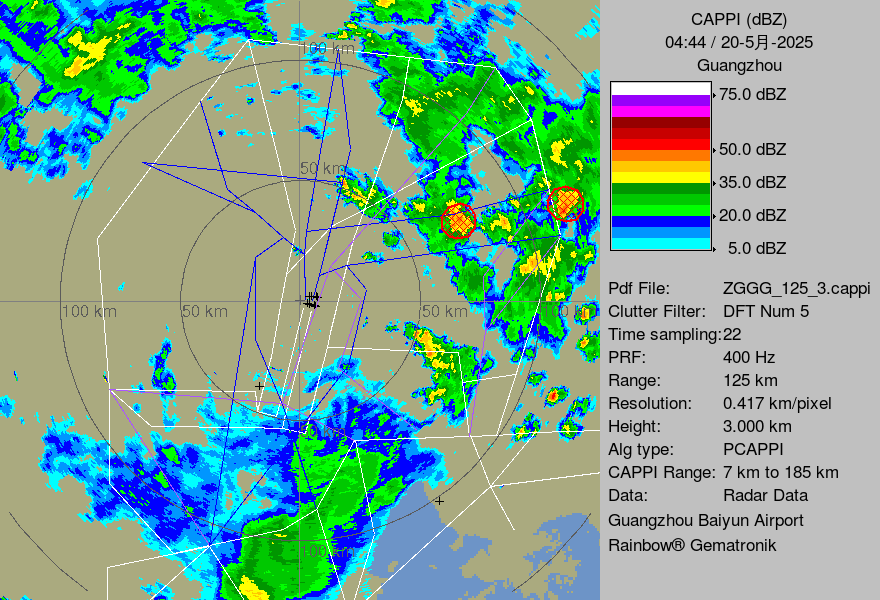 CAPPI (dBZ)
04:44 / 20-5月-2025
Guangzhou
75.0 dBZ
50.0 dBZ
35.0 dBZ
20.0 dBZ
5.0 dBZ
Pdf File: ZGGG_125_3.cappi
Clutter Filter: DFT Num 5
Time sampling:22
PRF: 400 Hz
Range: 125 km
Resolution: 0.417 km/pixel
Height: 3.000 km
Alg type: PCAPPI
CAPPI Range: 7 km to 185 km
Data: Radar Data
Guangzhou Baiyun Airport
Rainbow® Gematronik
100 km
50 km
100 km
50 km
50 km
100 km
50 km
100 km